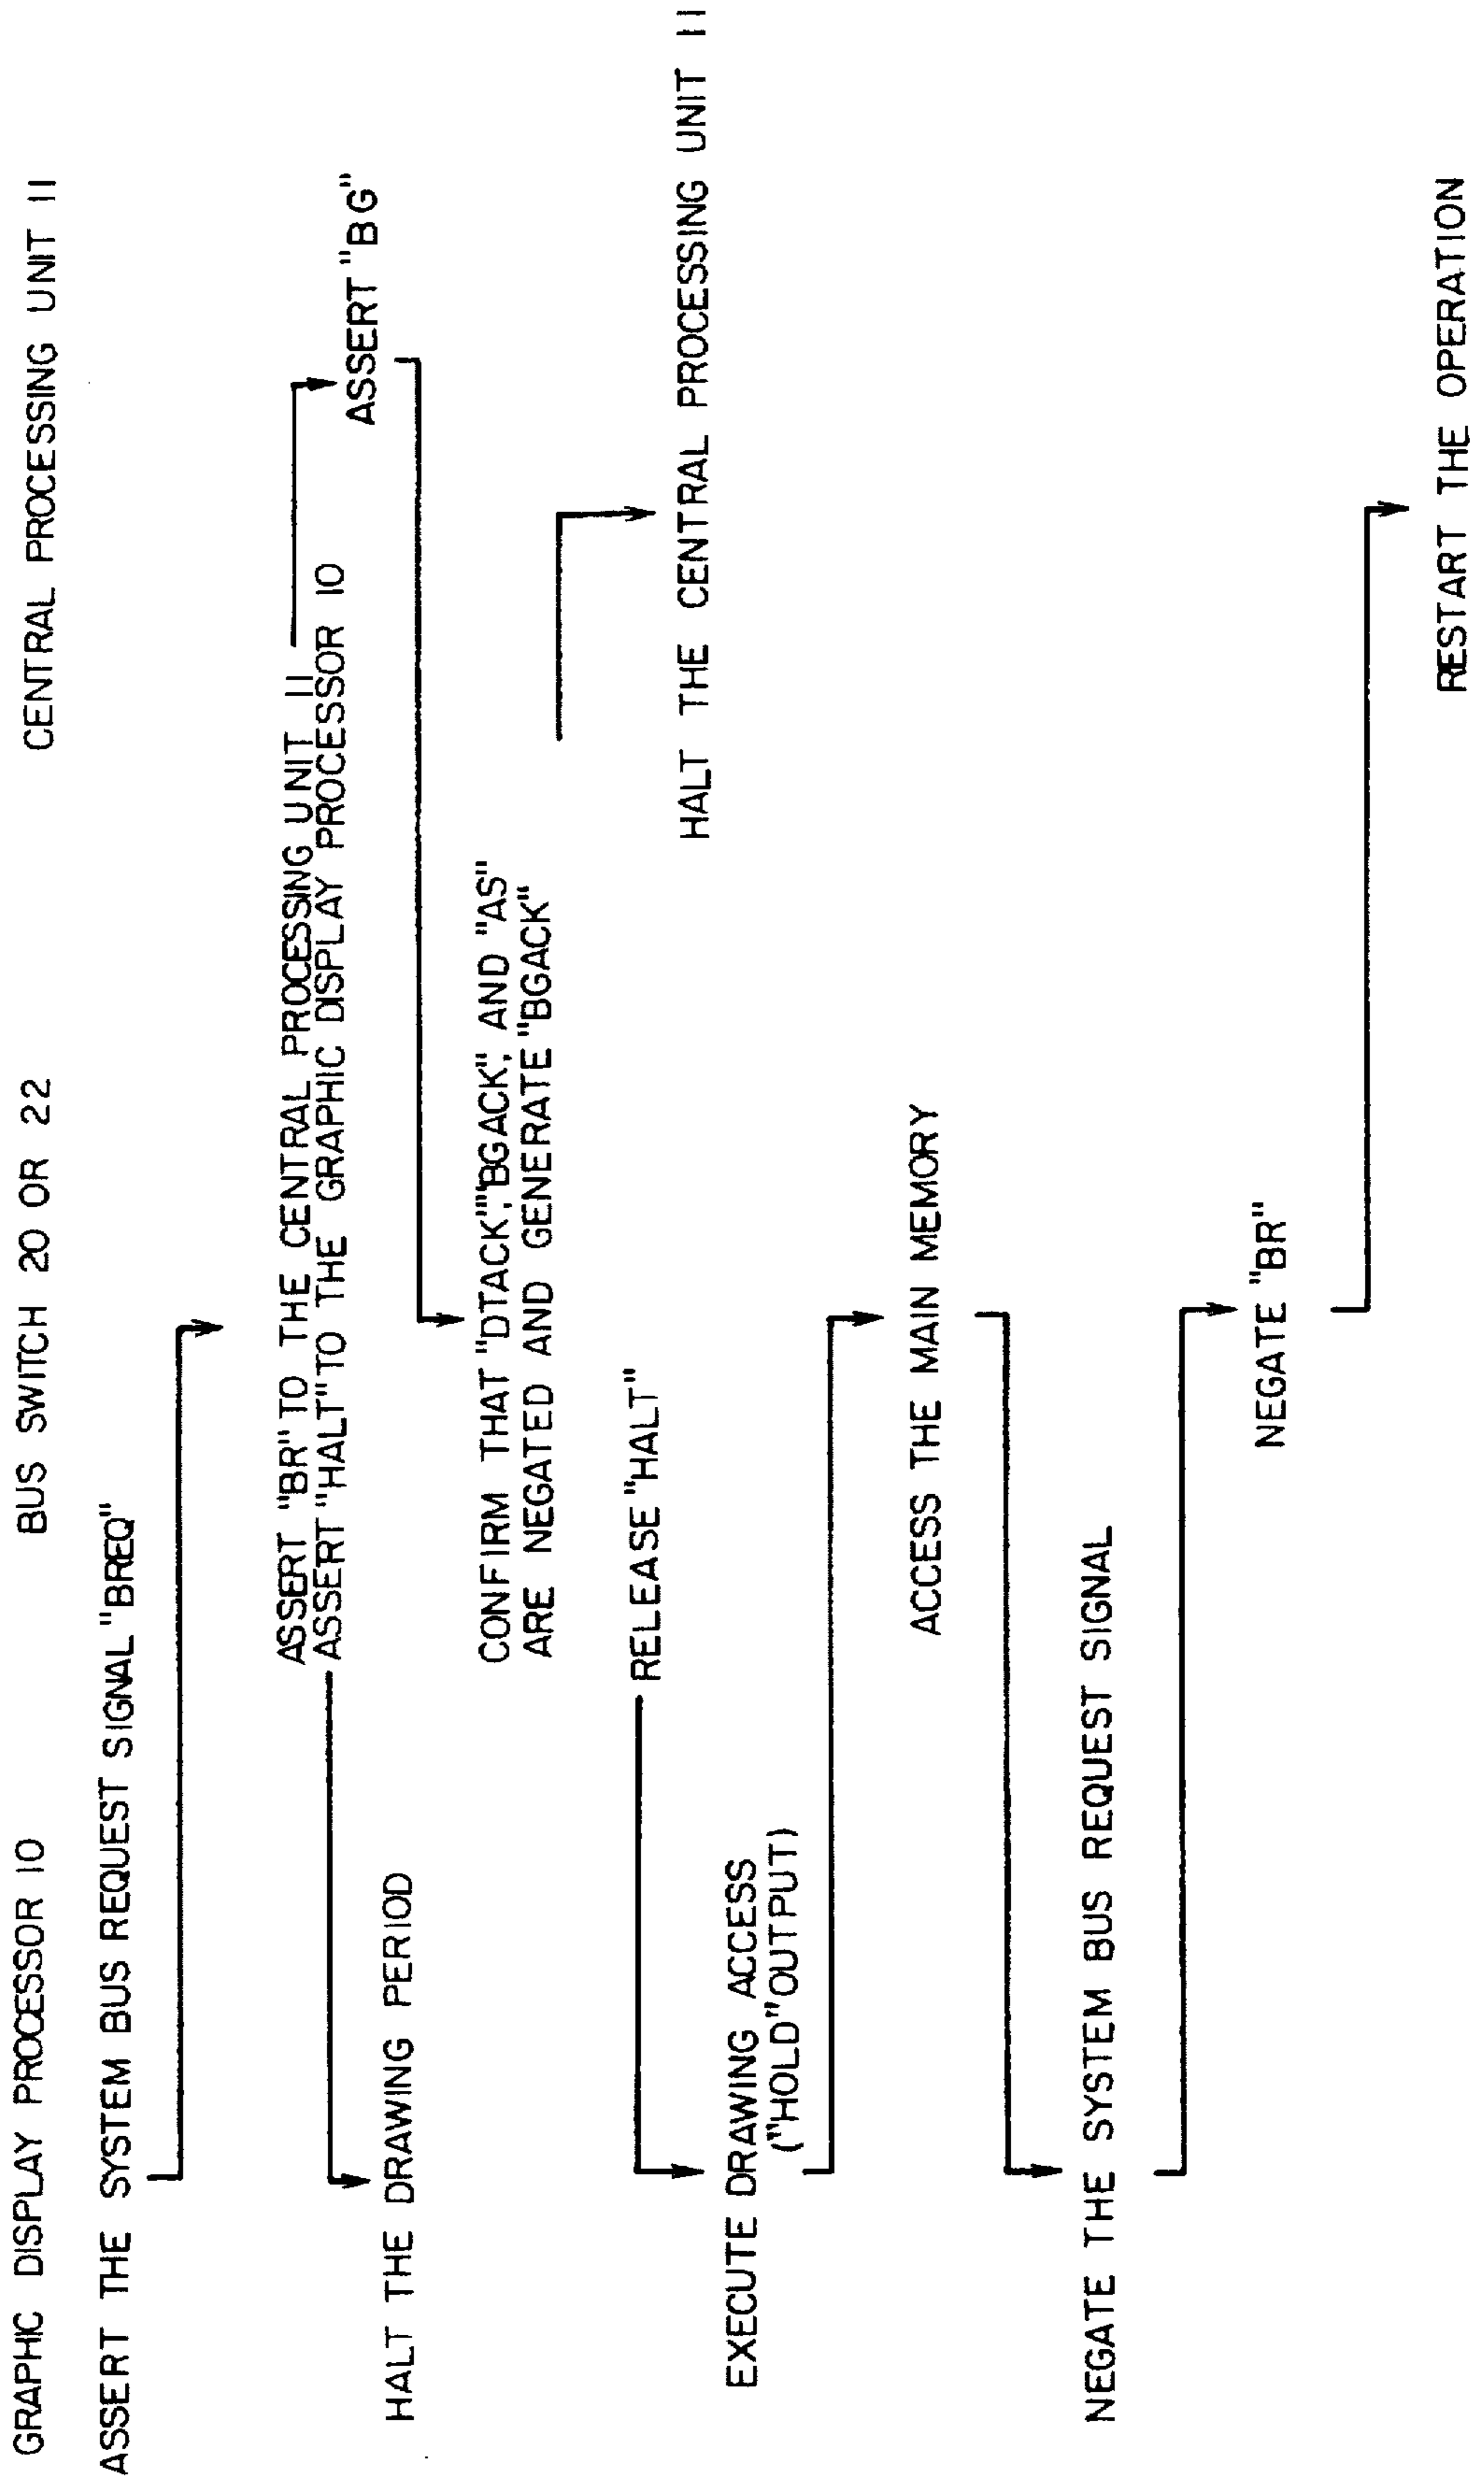 GRAPHIC DISPLAY PROCESSOR 10
BUS SWITCH 20 OR 22
CENTRAL PROCESSING UNIT 11
ASSERT THE SYSTEM BUS REQUEST SIGNAL "BREQ"
ASSERT "BR" TO THE CENTRAL PROCESSING UNIT 11
ASSERT "HALT" TO THE GRAPHIC DISPLAY PROCESSOR 10
ASSERT "BG"
HALT THE DRAWING PERIOD
CONFIRM THAT "DTACK","BGACK", AND "AS"
ARE NEGATED AND GENERATE "BGACK"
HALT THE CENTRAL PROCESSING UNIT 11
RELEASE "HALT"
EXECUTE DRAWING ACCESS
("HOLD" OUTPUT)
ACCESS THE MAIN MEMORY
NEGATE THE SYSTEM BUS REQUEST SIGNAL
NEGATE "BR"
RESTART THE OPERATION